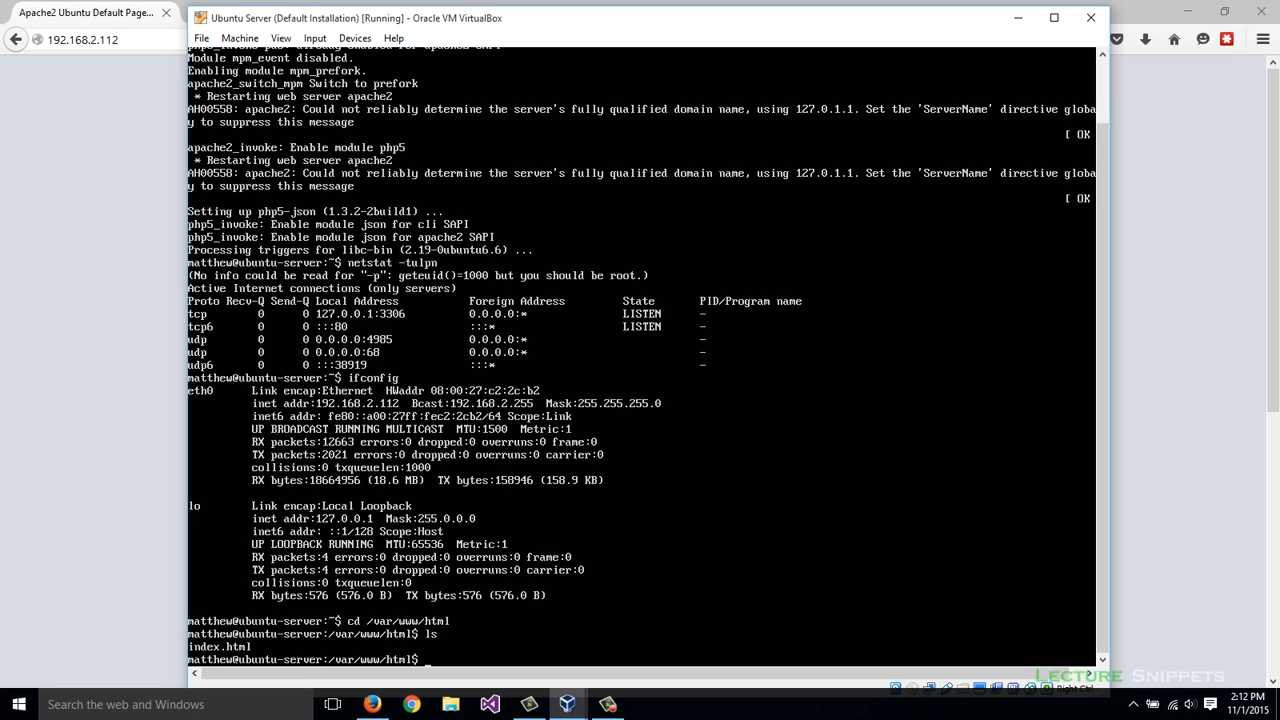 Apache2 Ubuntu Default Page...
Ubuntu Server (Default Installation) [Running] - Oracle VM VirtualBox
192.168.2.112
File Machine View Input Devices Help
Module mpm_event disabled.
Enabling module mpm_prefork.
apache2_switch_mpm Switch to prefork
* Restarting web server apache2
AH00558: apache2: Could not reliably determine the server's fully qualified domain name, using 127.0.1.1. Set the 'ServerName' directive globa
y to suppress this message
[ OK
apache2_invoke: Enable module php5
* Restarting web server apache2
AH00558: apache2: Could not reliably determine the server's fully qualified domain name, using 127.0.1.1. Set the 'ServerName' directive globa
y to suppress this message
[ OK
Setting up php5-json (1.3.2-2build1) ...
php5_invoke: Enable module json for cli SAPI
php5_invoke: Enable module json for apache2 SAPI
Processing triggers for libc-bin (2.19-0ubuntu6.6) ...
matthew@ubuntu-server:~$ netstat -tulpn
(No info could be read for "-p": geteuid()=1000 but you should be root.)
Active Internet connections (only servers)
Proto Recv-Q Send-Q Local Address Foreign Address State PID/Program name
tcp 0 0 127.0.0.1:3306 0.0.0.0:* LISTEN -
tcp6 0 0 :::80 :::* LISTEN -
udp 0 0 0.0.0.0:4985 0.0.0.0:* -
udp 0 0 0.0.0.0:68 0.0.0.0:* -
udp6 0 0 :::38919 :::* -
matthew@ubuntu-server:~$ ifconfig
eth0 Link encap:Ethernet HWaddr 08:00:27:c2:2c:b2
inet addr:192.168.2.112 Bcast:192.168.2.255 Mask:255.255.255.0
inet6 addr: fe80::a00:27ff:fec2:2cb2/64 Scope:Link
UP BROADCAST RUNNING MULTICAST MTU:1500 Metric:1
RX packets:12663 errors:0 dropped:0 overruns:0 frame:0
TX packets:2021 errors:0 dropped:0 overruns:0 carrier:0
collisions:0 txqueuelen:1000
RX bytes:18664956 (18.6 MB) TX bytes:158946 (158.9 KB)
lo Link encap:Local Loopback
inet addr:127.0.0.1 Mask:255.0.0.0
inet6 addr: ::1/128 Scope:Host
UP LOOPBACK RUNNING MTU:65536 Metric:1
RX packets:4 errors:0 dropped:0 overruns:0 frame:0
TX packets:4 errors:0 dropped:0 overruns:0 carrier:0
collisions:0 txqueuelen:0
RX bytes:576 (576.0 B) TX bytes:576 (576.0 B)
matthew@ubuntu-server:~$ cd /var/www/html
matthew@ubuntu-server:/var/www/html$ ls
index.html
matthew@ubuntu-server:/var/www/html$ _
Lecture Snippets
Right Ctrl
Search the web and Windows
2:12 PM
11/1/2015